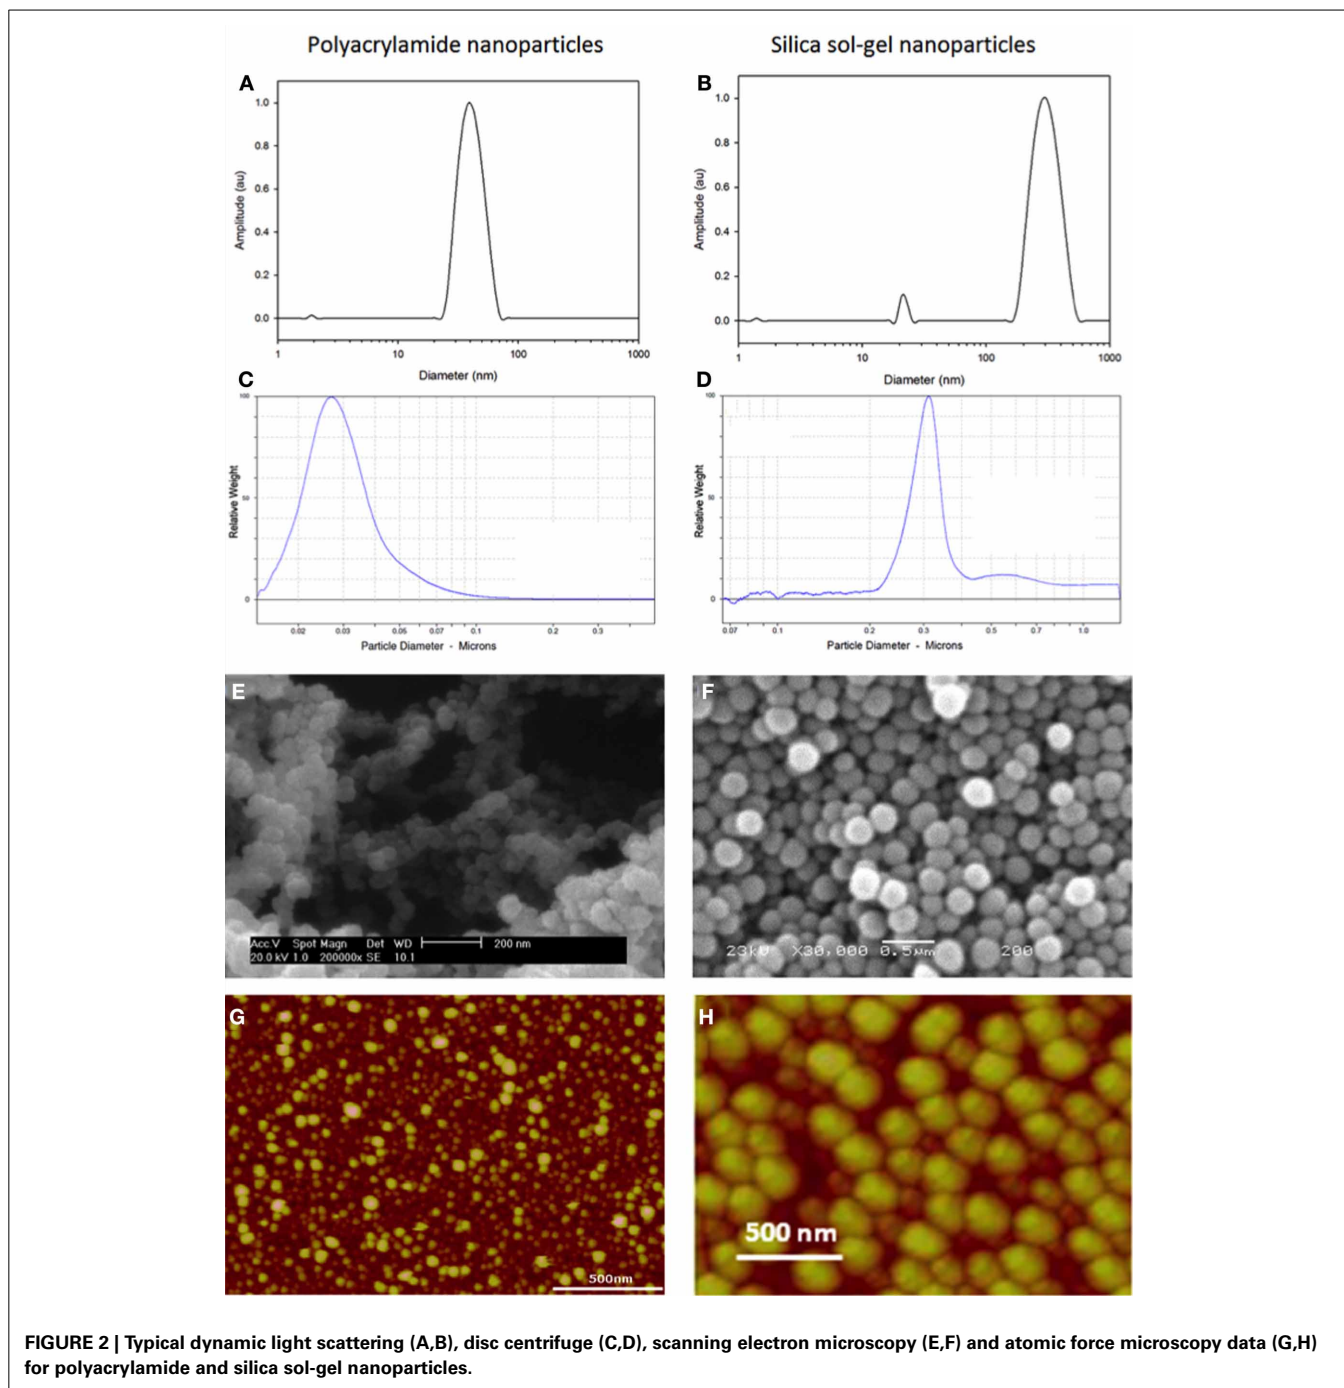 Polyacrylamide nanoparticles
Silica sol-gel nanoparticles
A
1.0
0.8
0.6
0.4
0.2
0.0
Amplitude (au)
1 10 100 1000
Diameter (nm)
B
1.0
0.8
0.6
0.4
0.2
0.0
Amplitude (au)
1 10 100 1000
Diameter (nm)
C
100
50
0
Relative Weight
0.02 0.03 0.05 0.07 0.1 0.2 0.3
Particle Diameter - Microns
D
100
50
0
Relative Weight
0.07 0.1 0.2 0.3 0.5 0.7 1.0
Particle Diameter - Microns
E
Acc.V Spot Magn Det WD 200 nm
20.0 kV 1.0 200000x SE 10.1
F
23kV X30,000 0.5µm 200
G
500nm
H
500 nm
FIGURE 2 | Typical dynamic light scattering (A,B), disc centrifuge (C,D), scanning electron microscopy (E,F) and atomic force microscopy data (G,H)
for polyacrylamide and silica sol-gel nanoparticles.